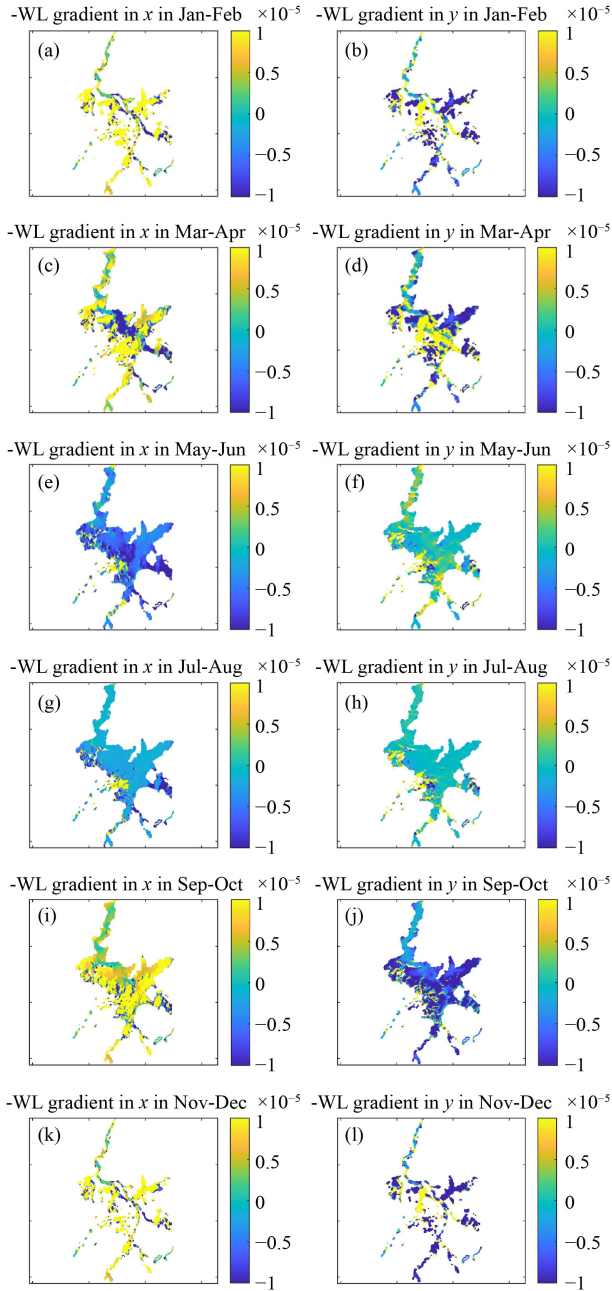 -WL gradient in x in Jan-Feb ×10⁻⁵
(a)
1
0.5
0
−0.5
−1
-WL gradient in y in Jan-Feb ×10⁻⁵
(b)
1
0.5
0
−0.5
−1
-WL gradient in x in Mar-Apr ×10⁻⁵
(c)
1
0.5
0
−0.5
−1
-WL gradient in y in Mar-Apr ×10⁻⁵
(d)
1
0.5
0
−0.5
−1
-WL gradient in x in May-Jun ×10⁻⁵
(e)
1
0.5
0
−0.5
−1
-WL gradient in y in May-Jun ×10⁻⁵
(f)
1
0.5
0
−0.5
−1
-WL gradient in x in Jul-Aug ×10⁻⁵
(g)
1
0.5
0
−0.5
−1
-WL gradient in y in Jul-Aug ×10⁻⁵
(h)
1
0.5
0
−0.5
−1
-WL gradient in x in Sep-Oct ×10⁻⁵
(i)
1
0.5
0
−0.5
−1
-WL gradient in y in Sep-Oct ×10⁻⁵
(j)
1
0.5
0
−0.5
−1
-WL gradient in x in Nov-Dec ×10⁻⁵
(k)
1
0.5
0
−0.5
−1
-WL gradient in y in Nov-Dec ×10⁻⁵
(l)
1
0.5
0
−0.5
−1